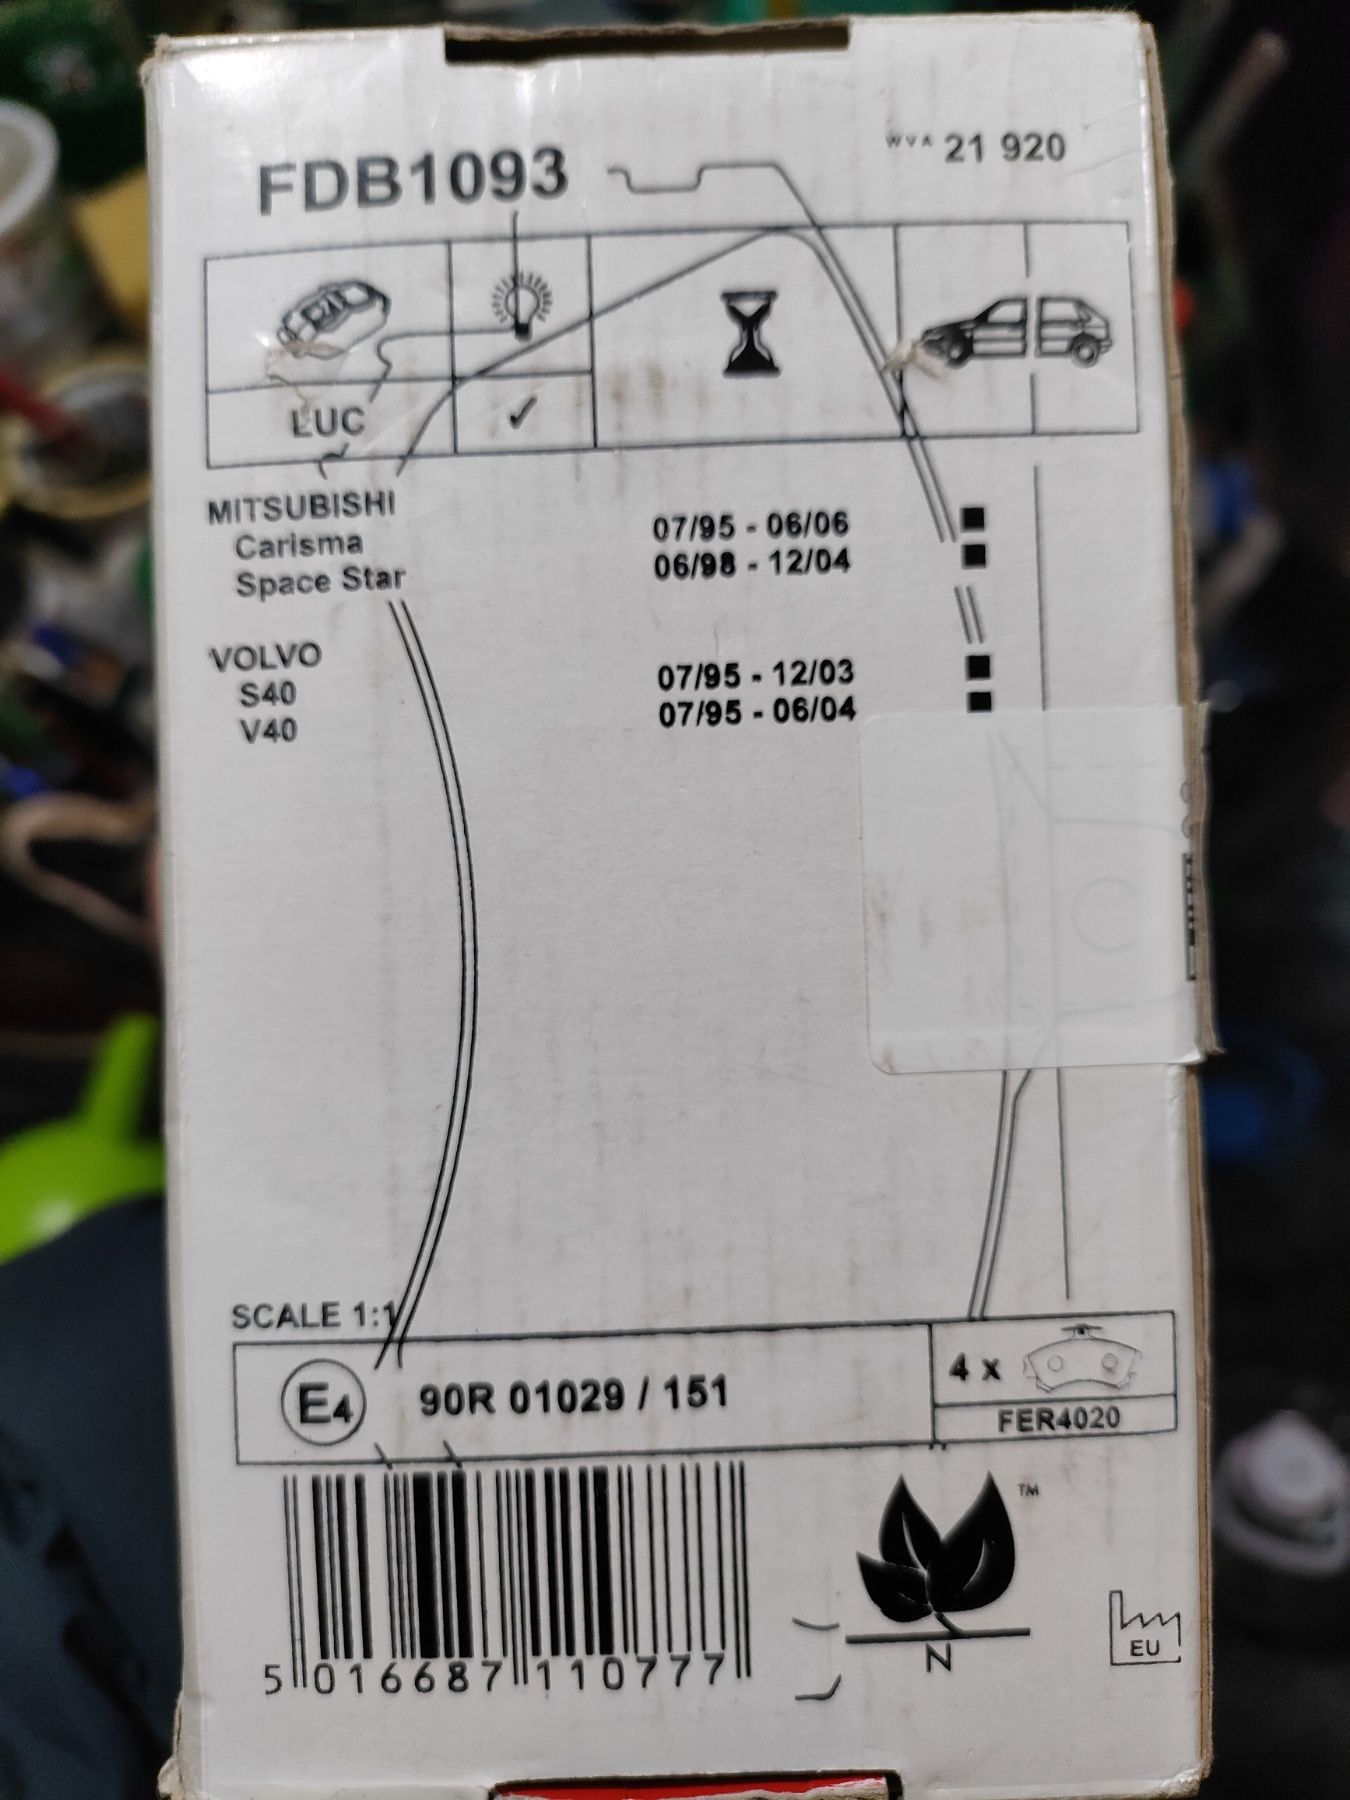 FDB1093
WVA 21 920
LUC
✓
MITSUBISHI
Carisma 07/95 - 06/06
Space Star 06/98 - 12/04
VOLVO
S40 07/95 - 12/03
V40 07/95 - 06/04
SCALE 1:1
E4 90R 01029 / 151
4 x
FER4020
5 016687 110777
TM
N
EU